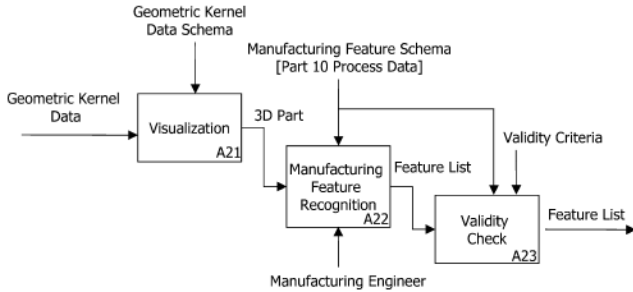 Geometric Kernel
Data Schema
Manufacturing Feature Schema
[Part 10 Process Data]
Geometric Kernel
Data
Visualization
A21
3D Part
Validity Criteria
Manufacturing
Feature
Recognition
A22
Feature List
Validity
Check
A23
Feature List
Manufacturing Engineer